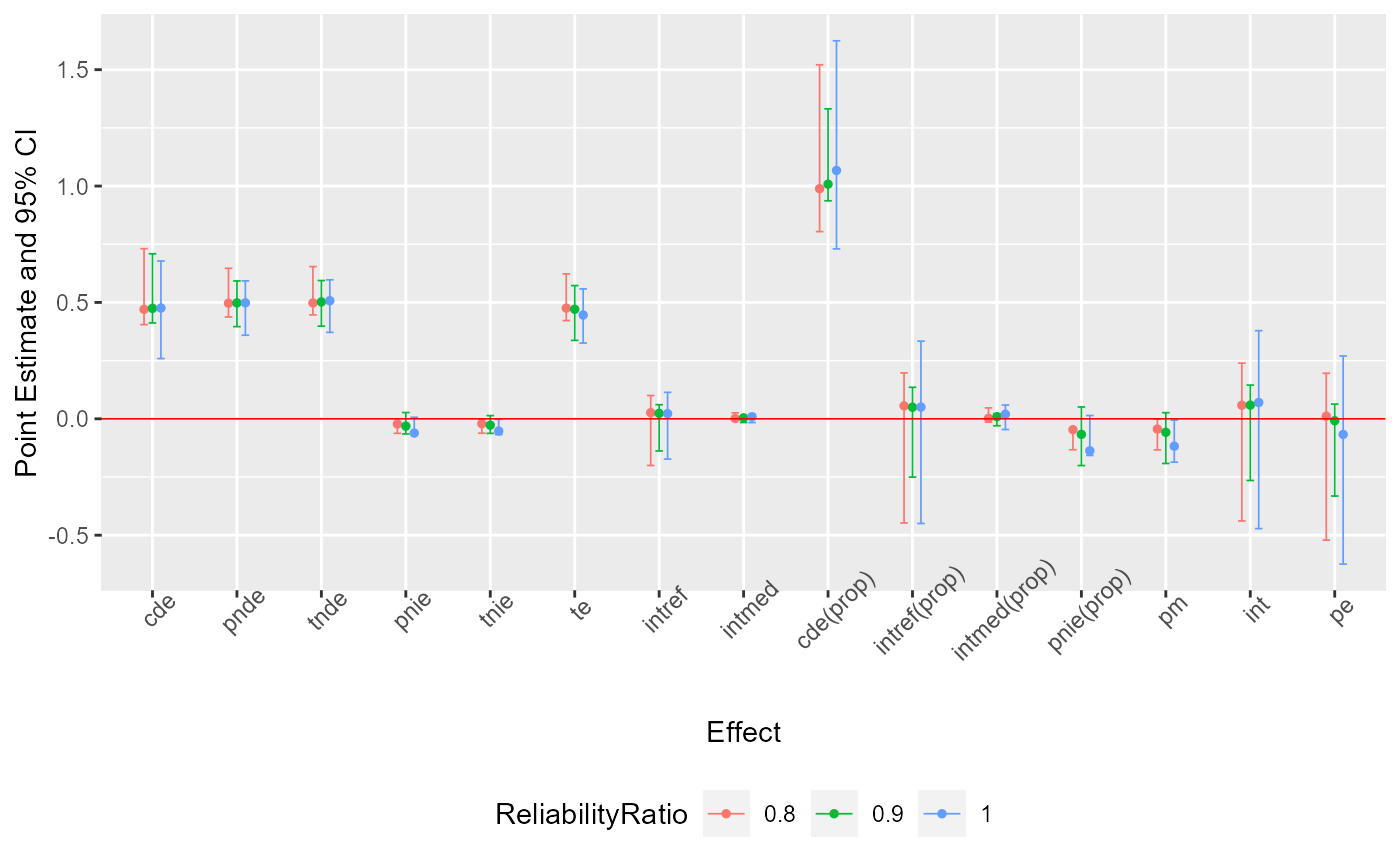 Point Estimate and 95% CI
1.5
1.0
0.5
0.0
-0.5
cde
pnde
tnde
pnie
tnie
te
intref
intmed
cde(prop)
intref(prop)
intmed(prop)
pnie(prop)
pm
int
pe
Effect
ReliabilityRatio 0.8 0.9 1